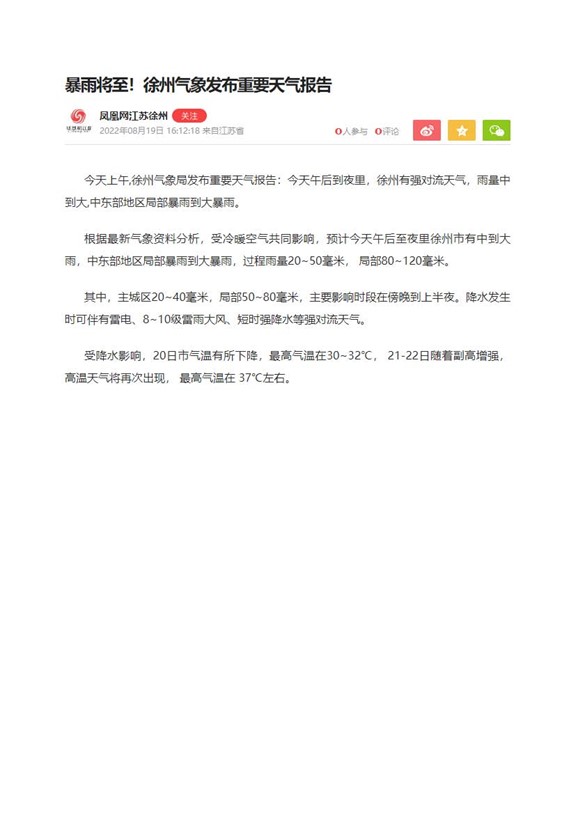 暴雨将至！徐州气象发布重要天气报告
凤凰网江苏徐州
关注
2022年08月19日 16:12:18 来自江苏省
0人参与 0评论
今天上午,徐州气象局发布重要天气报告：今天午后到夜里，徐州有强对流天气，雨量中
到大,中东部地区局部暴雨到大暴雨。
根据最新气象资料分析，受冷暖空气共同影响，预计今天午后至夜里徐州市有中到大
雨，中东部地区局部暴雨到大暴雨，过程雨量20~50毫米， 局部80~120毫米。
其中，主城区20~40毫米，局部50~80毫米，主要影响时段在傍晚到上半夜。降水发生
时可伴有雷电、8~10级雷雨大风、短时强降水等强对流天气。
受降水影响，20日市气温有所下降，最高气温在30~32℃， 21-22日随着副高增强，
高温天气将再次出现， 最高气温在 37℃左右。